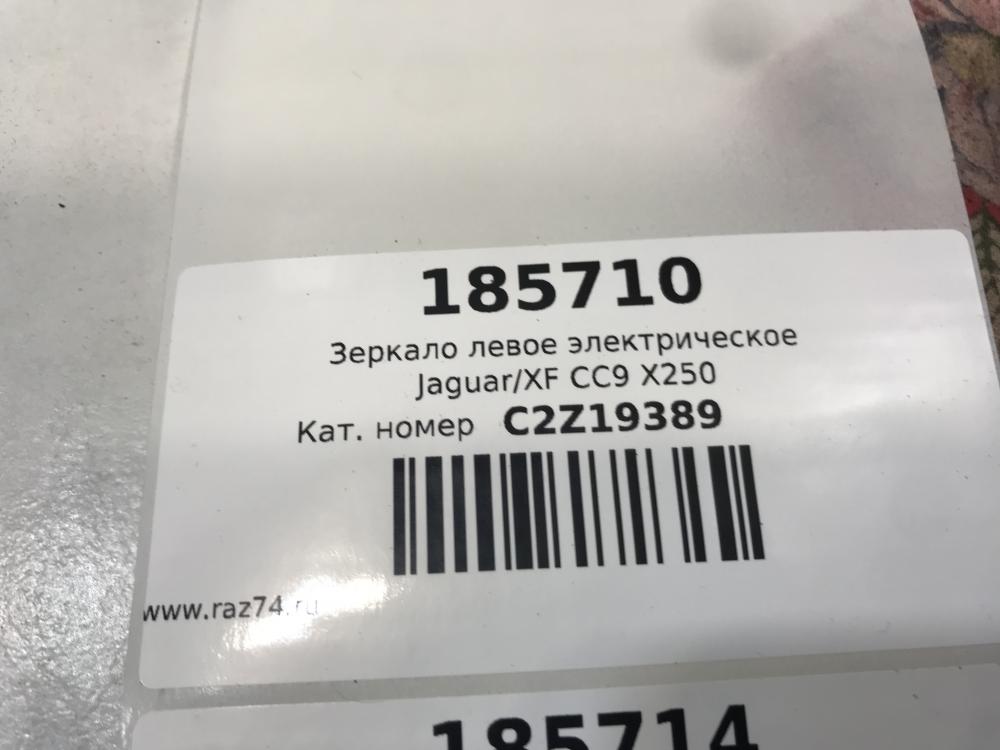 185710
Зеркало левое электрическое
Jaguar/XF CC9 X250
Кат. номер C2Z19389
www.raz74.ru
185714